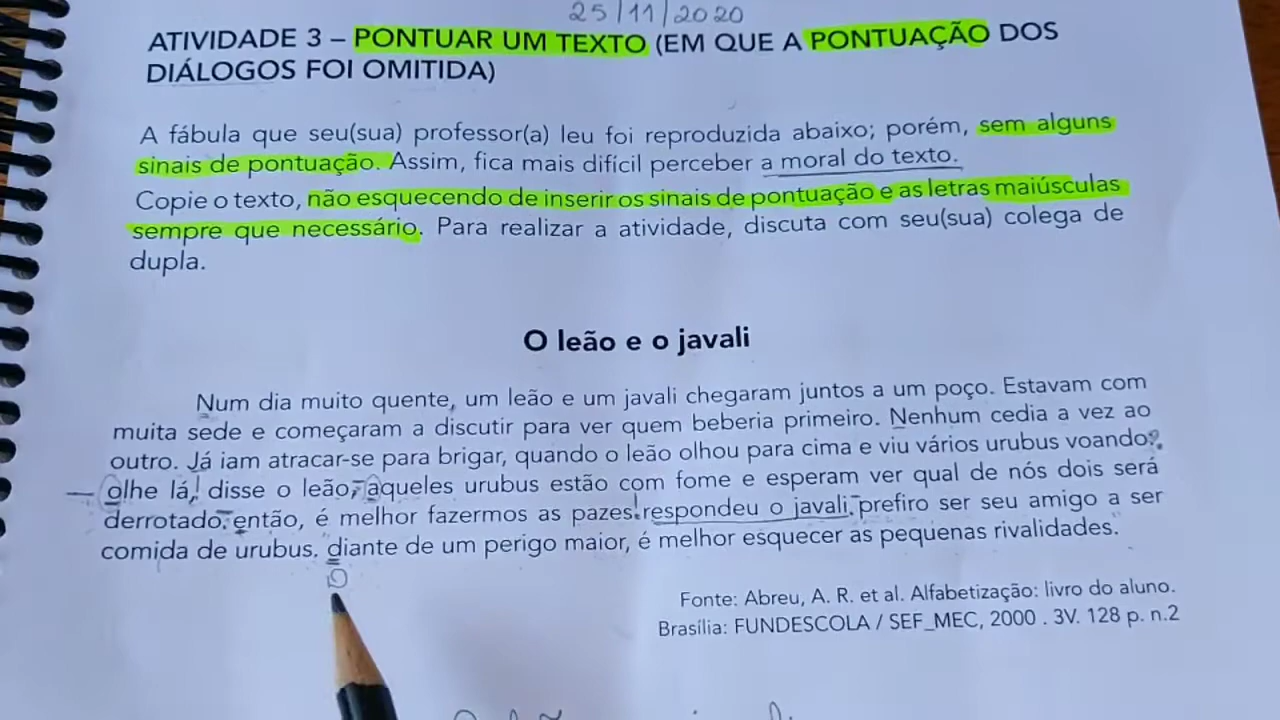 25/11/2020
ATIVIDADE 3 – PONTUAR UM TEXTO (EM QUE A PONTUAÇÃO DOS
DIÁLOGOS FOI OMITIDA)
A fábula que seu(sua) professor(a) leu foi reproduzida abaixo; porém, sem alguns
sinais de pontuação. Assim, fica mais difícil perceber a moral do texto.
Copie o texto, não esquecendo de inserir os sinais de pontuação e as letras maiúsculas
sempre que necessário. Para realizar a atividade, discuta com seu(sua) colega de
dupla.
O leão e o javali
Num dia muito quente, um leão e um javali chegaram juntos a um poço. Estavam com
muita sede e começaram a discutir para ver quem beberia primeiro. Nenhum cedia a vez ao
outro. Já iam atracar-se para brigar, quando o leão olhou para cima e viu vários urubus voando:
— olhe lá! disse o leão, aqueles urubus estão com fome e esperam ver qual de nós dois será
derrotado. então, é melhor fazermos as pazes! respondeu o javali. prefiro ser seu amigo a ser
comida de urubus. diante de um perigo maior, é melhor esquecer as pequenas rivalidades.
D
Fonte: Abreu, A. R. et al. Alfabetização: livro do aluno.
Brasília: FUNDESCOLA / SEF_MEC, 2000 . 3V. 128 p. n.2